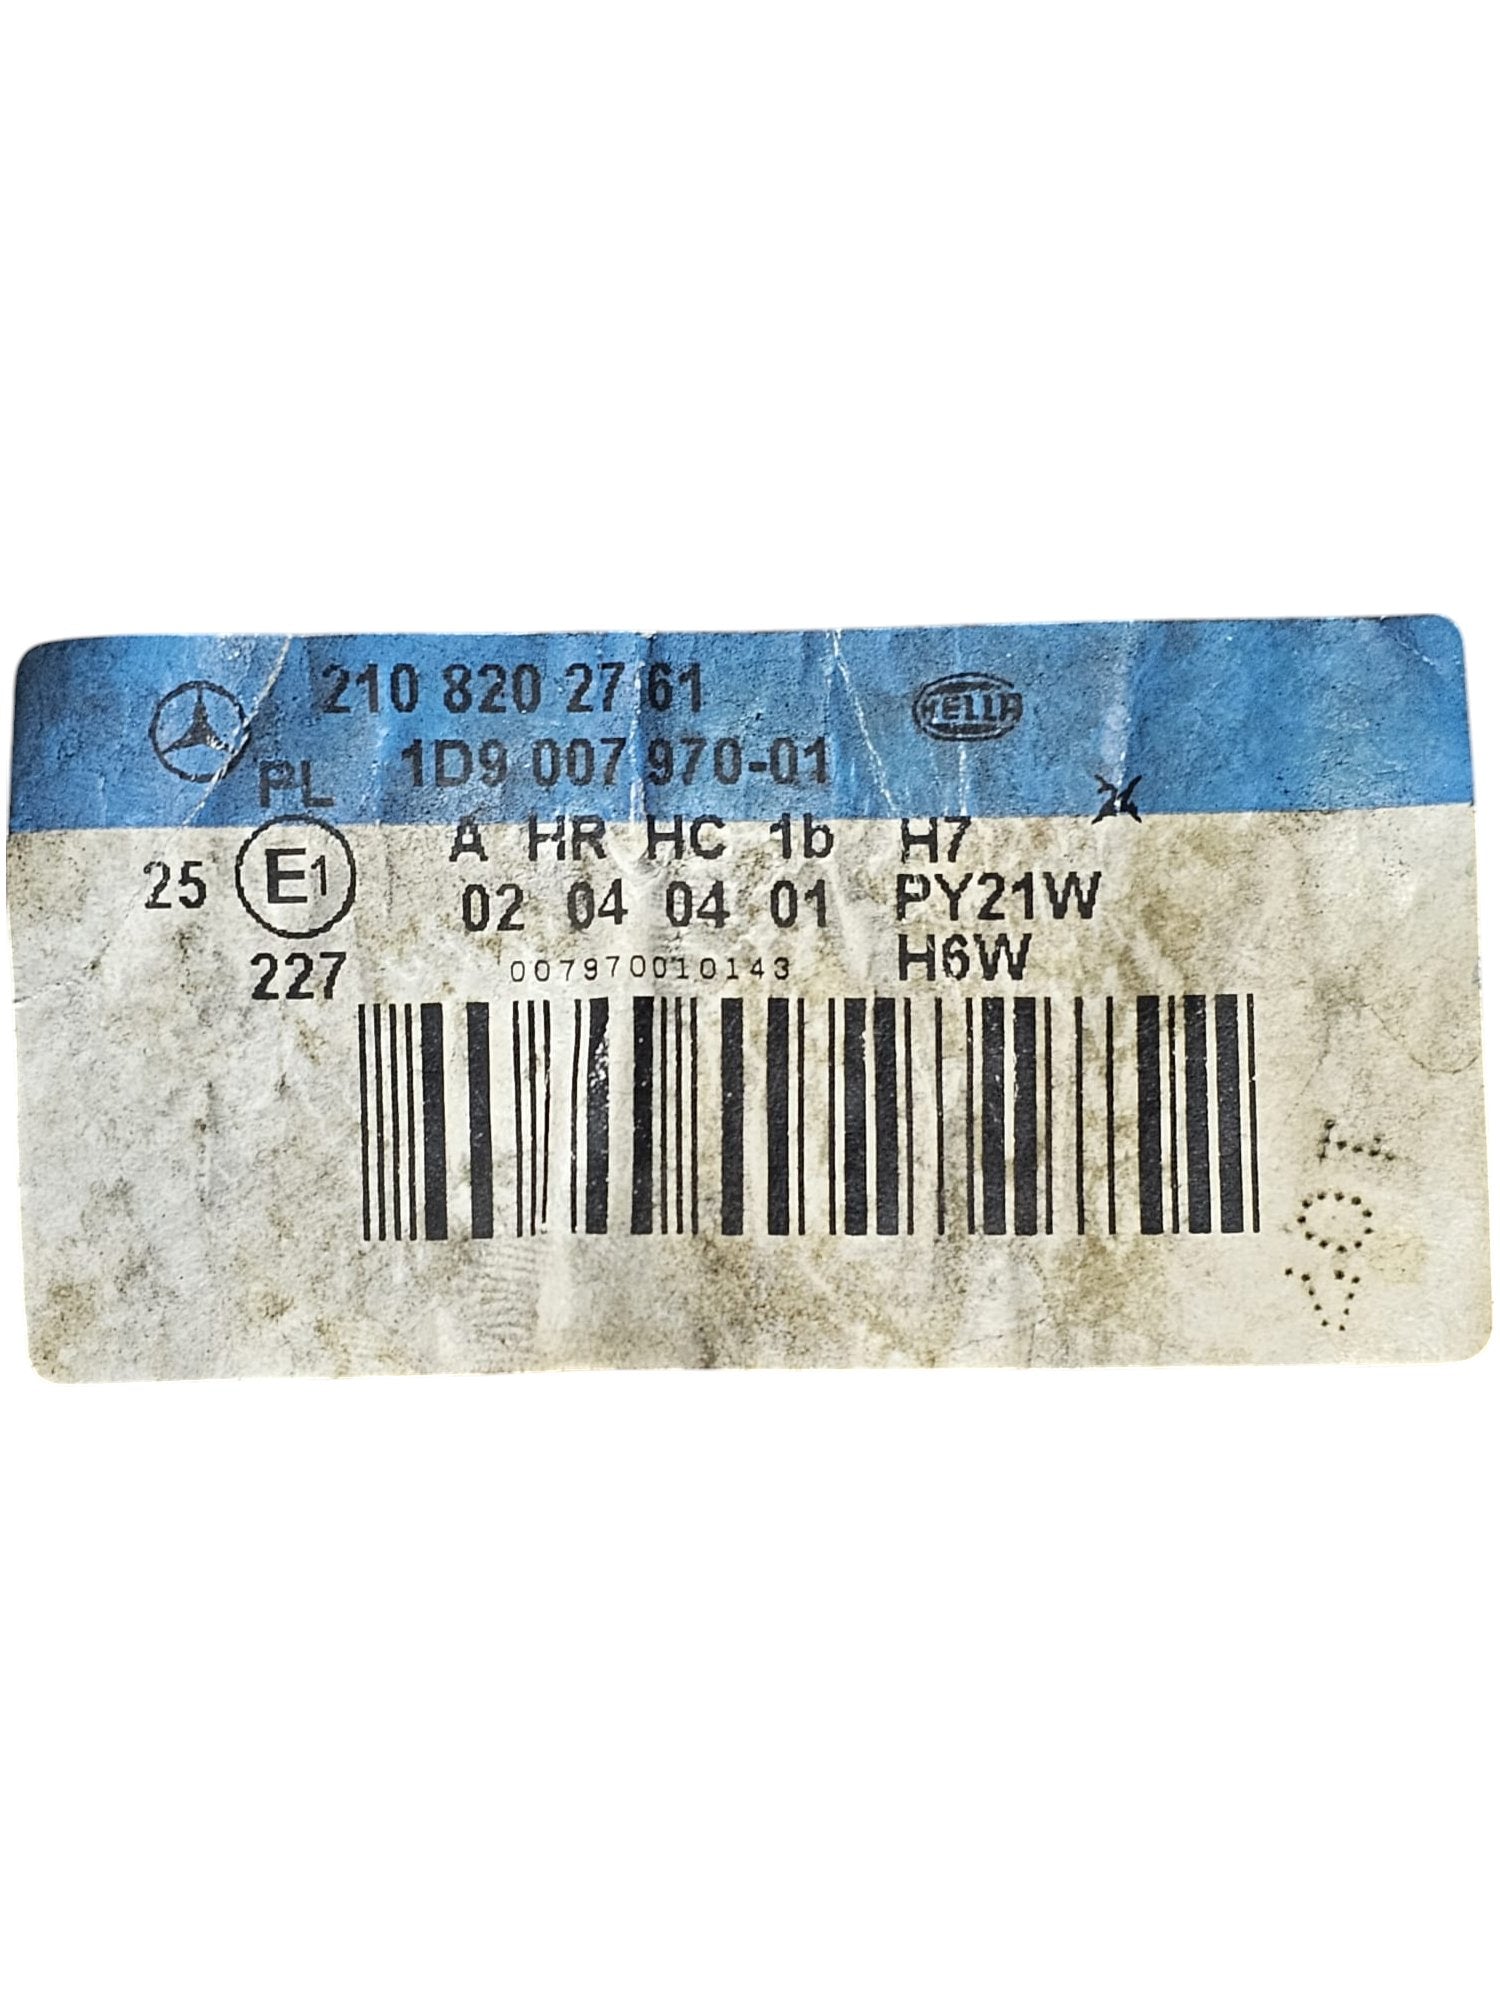 210 820 27 61
HELLA
1D9 007 970-01
PL
A HR HC 1b H7
25 E1 02 04 04 01 PY21W
227 007970010143 H6W